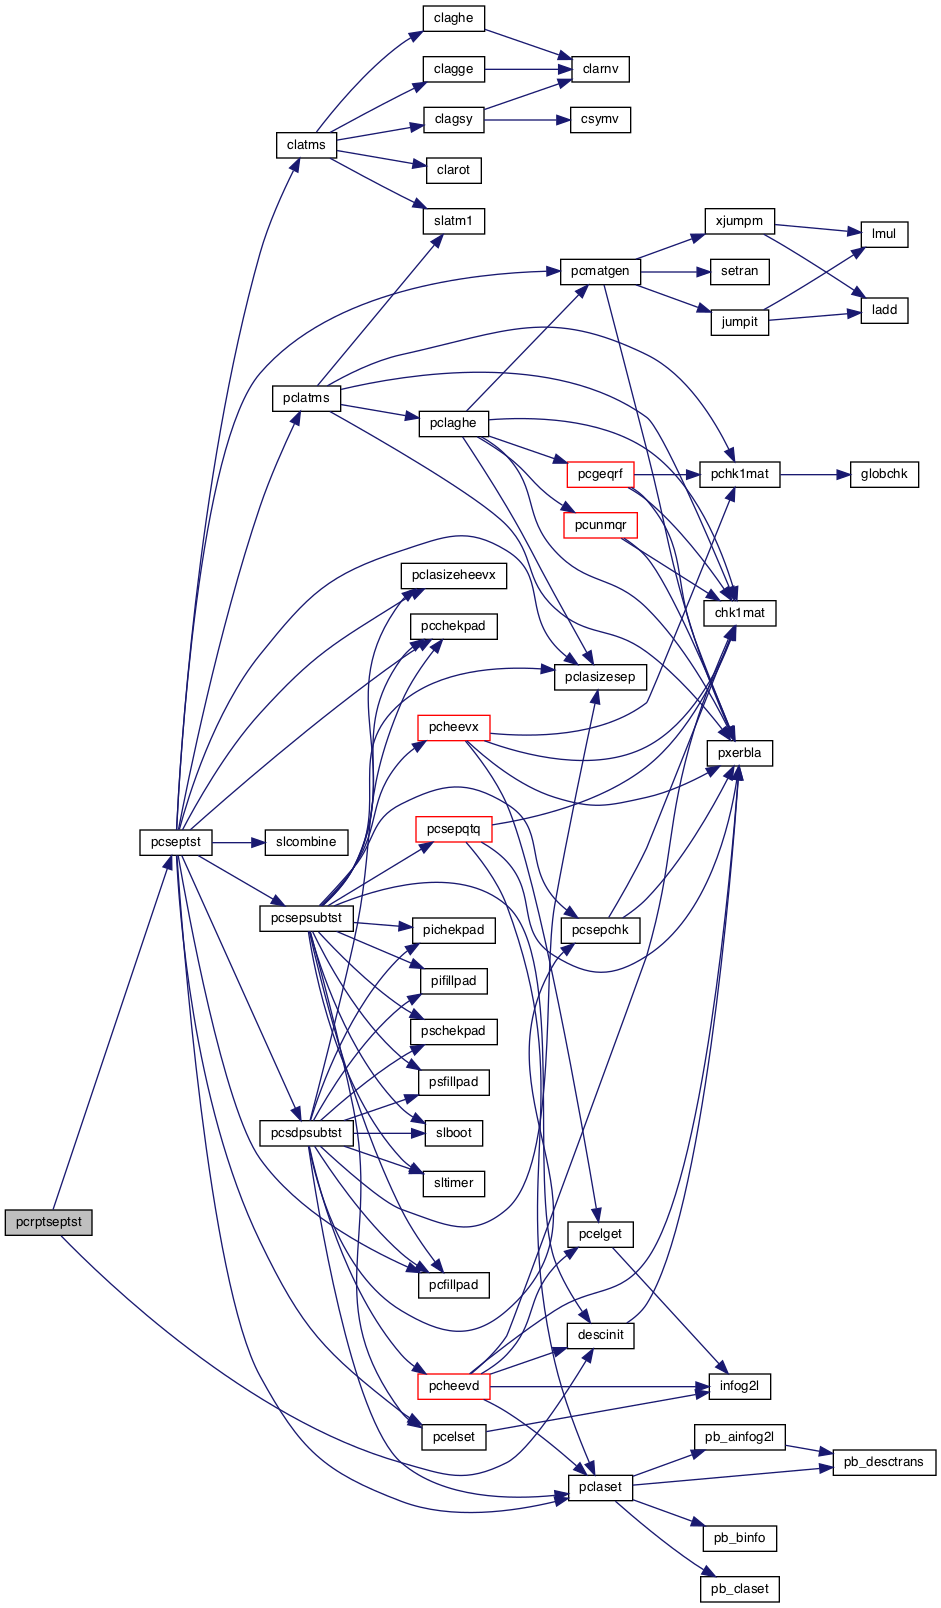 claghe
clagge
clarnv
clagsy
csymv
clatms
clarot
slatm1
xjumpm
lmul
pcmatgen
setran
ladd
jumpit
pclatms
pclaghe
pcgeqrf
pchk1mat
globchk
pcunmqr
pclasizeheevx
chk1mat
pcchekpad
pclasizesep
pcheevx
pxerbla
pcsepqtq
pcseptst
slcombine
pcsepsubtst
pichekpad
pcsepchk
pifillpad
pschekpad
psfillpad
pcsdpsubtst
slboot
sltimer
pcrptseptst
pcelget
pcfillpad
descinit
pcheevd
infog2l
pcelset
pb_ainfog2l
pb_desctrans
pclaset
pb_binfo
pb_claset